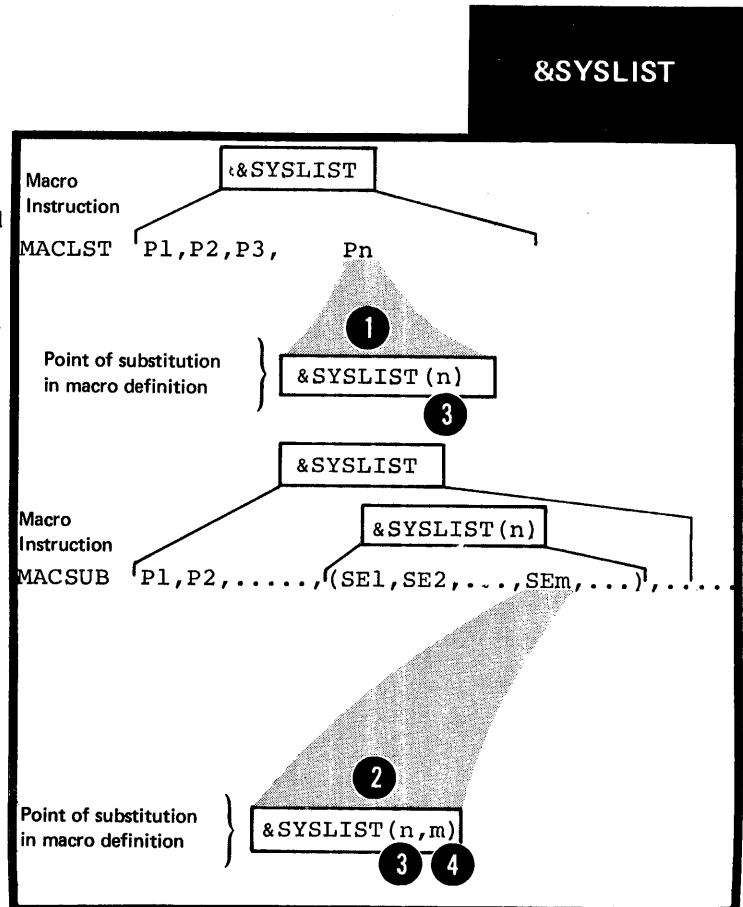 &SYSLIST
&SYSLIST
Macro
Instruction
MACLST P1,P2,P3, Pn
1
Point of substitution
in macro definition
&SYSLIST(n)
3
&SYSLIST
Macro
Instruction
&SYSLIST(n)
MACSUB P1,P2,.....,(SE1,SE2,....,SEm,...),.....
2
Point of substitution
in macro definition
&SYSLIST(n,m)
3 4